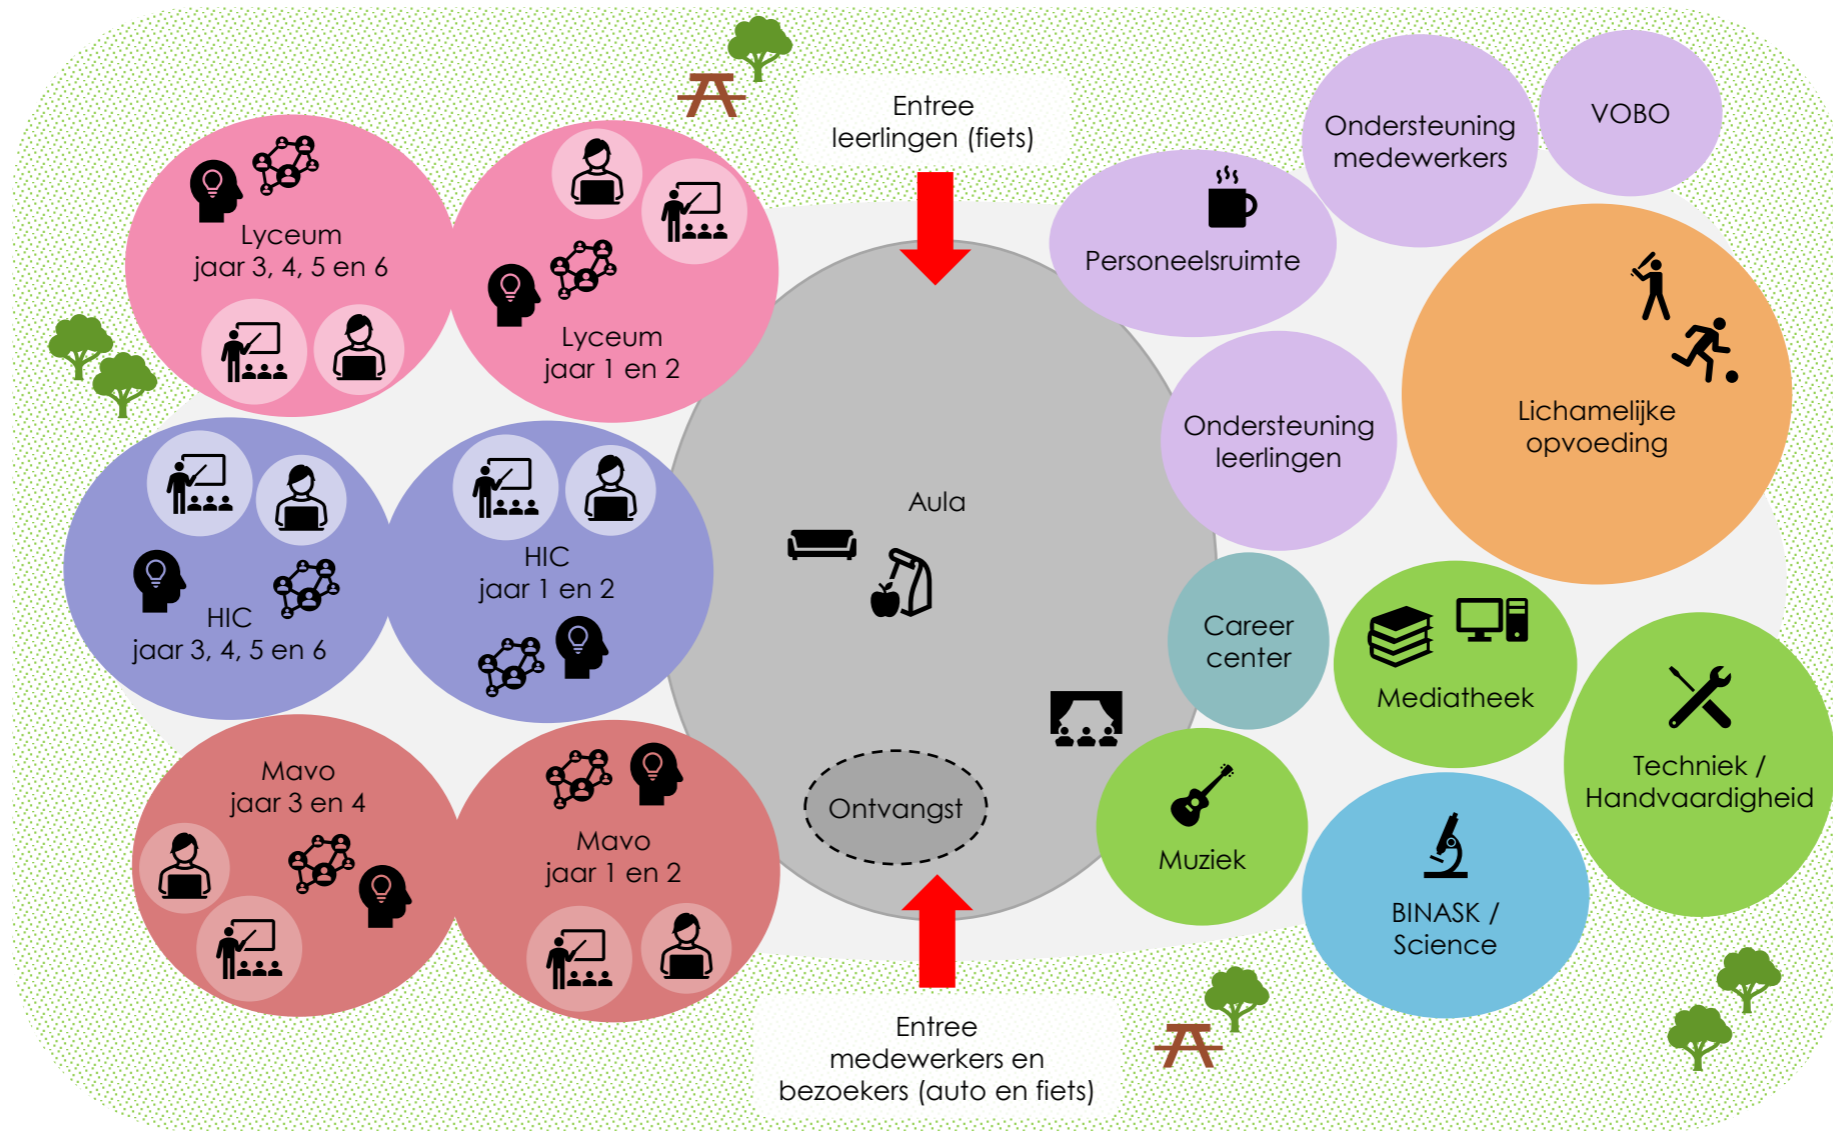 Entree
leerlingen (fiets)
Ondersteuning
medewerkers
VOBO
Personeelsruimte
Lyceum
jaar 3, 4, 5 en 6
Lyceum
jaar 1 en 2
Lichamelijke
opvoeding
Ondersteuning
leerlingen
Aula
HIC
jaar 1 en 2
HIC
jaar 3, 4, 5 en 6
Career
center
Mediatheek
Techniek /
Handvaardigheid
Mavo
jaar 3 en 4
Mavo
jaar 1 en 2
Ontvangst
Muziek
BINASK /
Science
Entree
medewerkers en
bezoekers (auto en fiets)